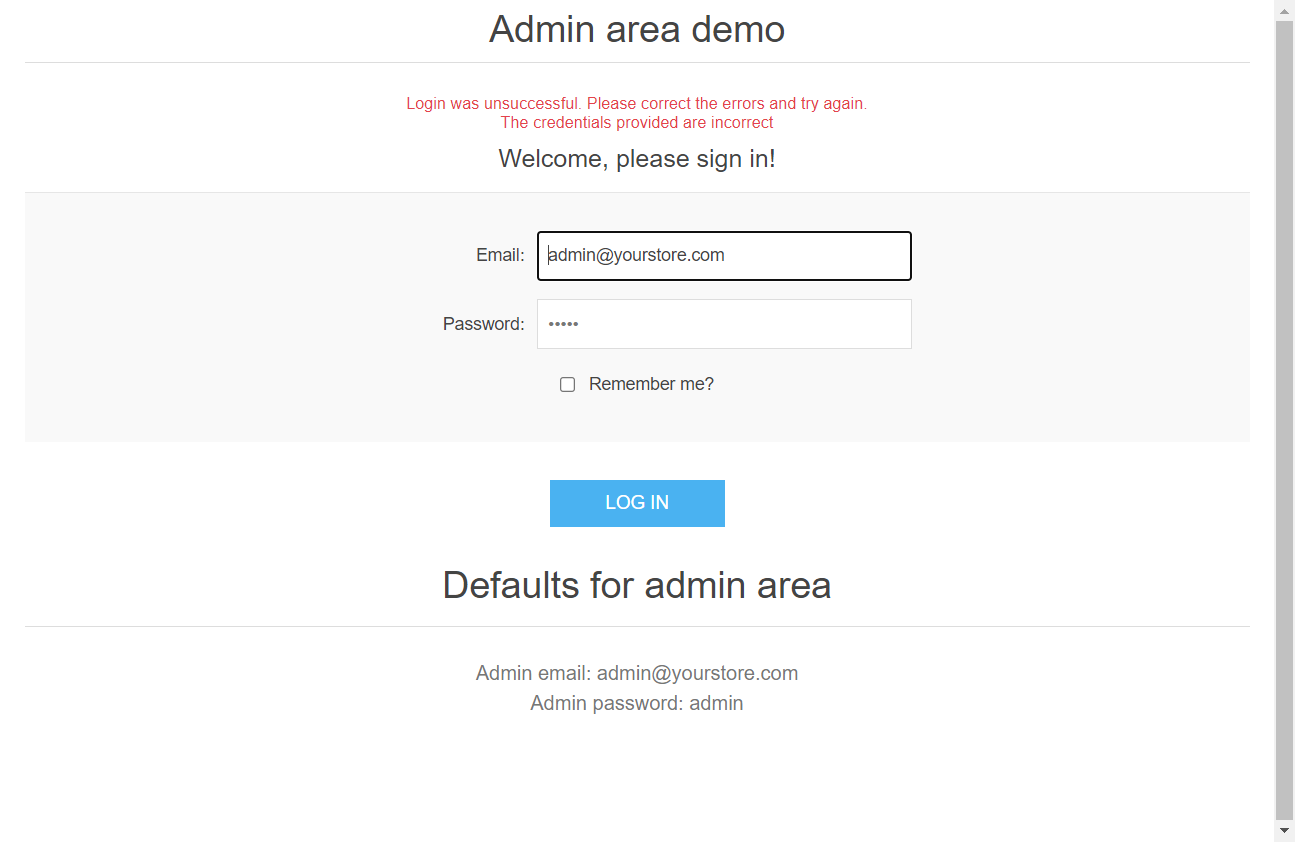 Admin area demo
Login was unsuccessful. Please correct the errors and try again.
The credentials provided are incorrect
Welcome, please sign in!
Email: admin@yourstore.com
Password: •••••
Remember me?
LOG IN
Defaults for admin area
Admin email: admin@yourstore.com
Admin password: admin